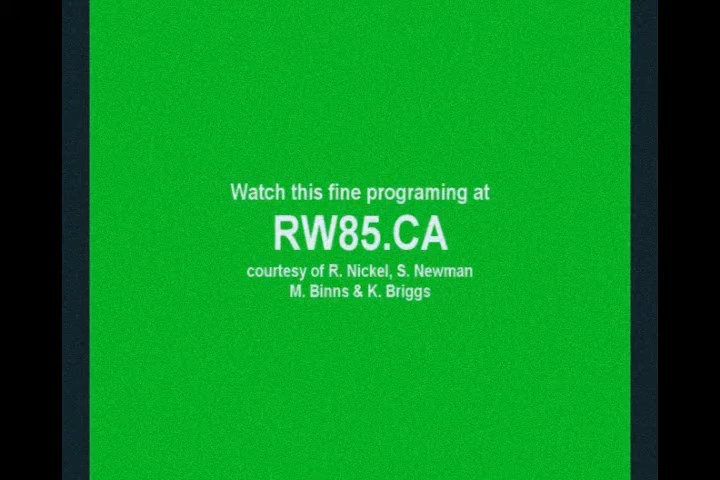 Watch this fine programing at
RW85.CA
courtesy of R. Nickel, S. Newman
M. Binns & K. Briggs